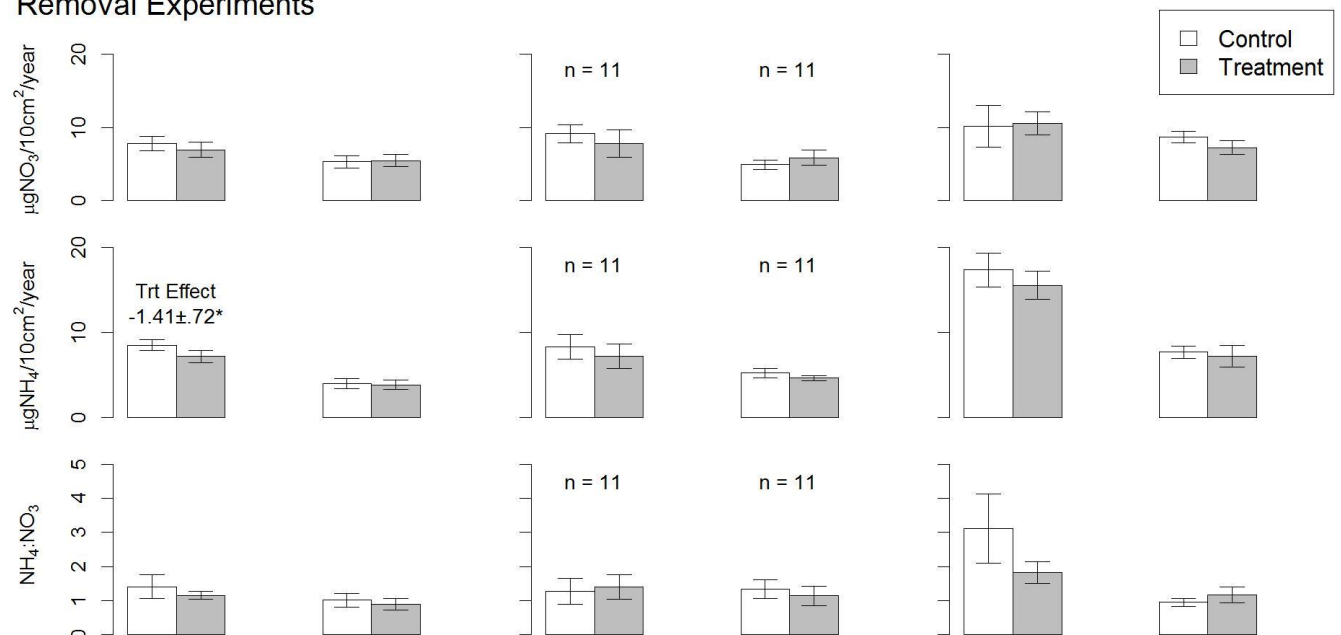 Removal Experiments
Control
Treatment
µgNO₃/10cm²/year
20
10
0
n = 11
n = 11
µgNH₄/10cm²/year
20
10
0
Trt Effect
-1.41±.72*
n = 11
n = 11
NH₄:NO₃
5
4
3
2
1
0
n = 11
n = 11